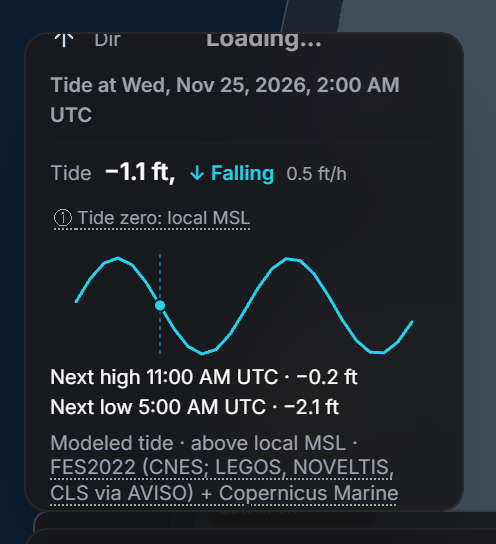 ↑ Dir Loading...
Tide at Wed, Nov 25, 2026, 2:00 AM
UTC
Tide −1.1 ft, ↓ Falling 0.5 ft/h
ⓘ Tide zero: local MSL
Next high 11:00 AM UTC · −0.2 ft
Next low 5:00 AM UTC · −2.1 ft
Modeled tide · above local MSL ·
FES2022 (CNES; LEGOS, NOVELTIS,
CLS via AVISO) + Copernicus Marine